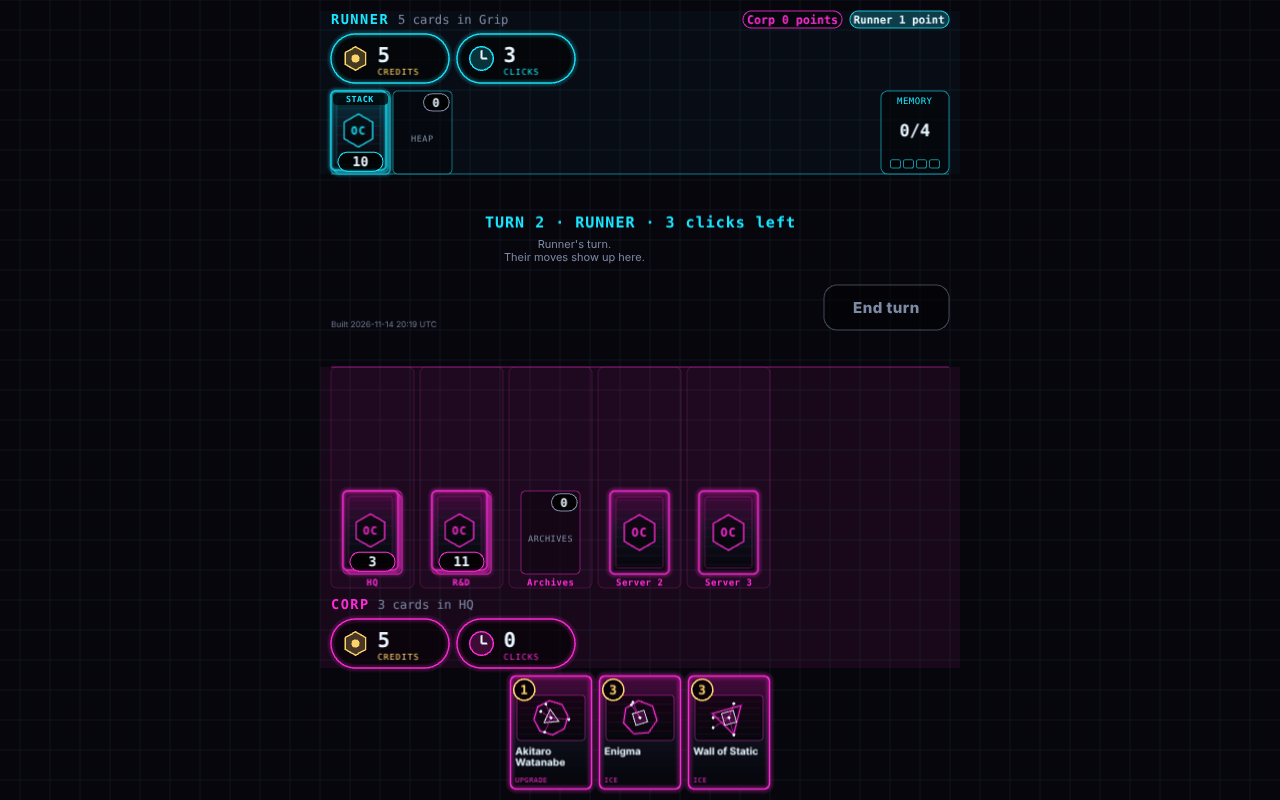 RUNNER 5 cards in Grip
Corp 0 points
Runner 1 point
5
CREDITS
3
CLICKS
STACK
OC
10
0
HEAP
MEMORY
0/4
TURN 2 · RUNNER · 3 clicks left
Runner's turn.
Their moves show up here.
End turn
Built 2026-11-14 20:19 UTC
OC
3
HQ
OC
11
R&D
0
ARCHIVES
Archives
OC
Server 2
OC
Server 3
CORP 3 cards in HQ
5
CREDITS
0
CLICKS
1
Akitaro
Watanabe
UPGRADE
3
Enigma
ICE
3
Wall of Static
ICE